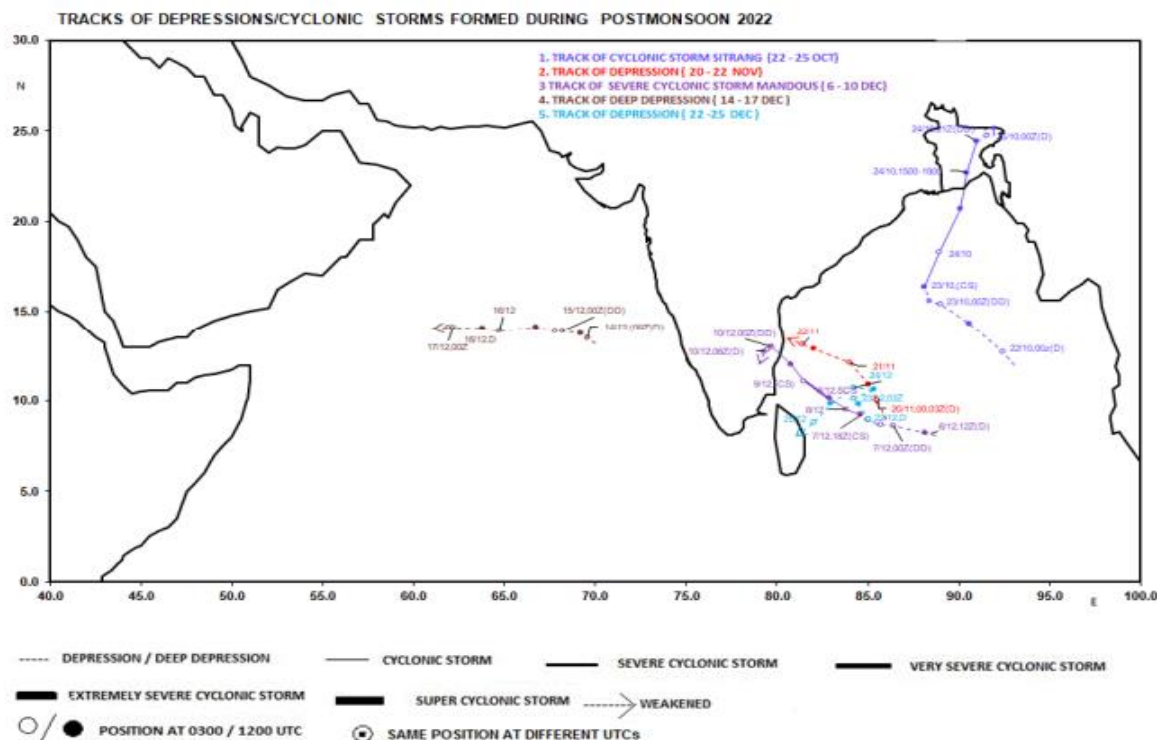 TRACKS OF DEPRESSIONS/CYCLONIC STORMS FORMED DURING POSTMONSOON 2022
30.0
N
25.0
20.0
15.0
10.0
5.0
0.0
1. TRACK OF CYCLONIC STORM SITRANG (22 - 25 OCT)
2. TRACK OF DEPRESSION ( 20 - 22 NOV)
3 TRACK OF SEVERE CYCLONIC STORM MANDOUS ( 6 - 10 DEC)
4. TRACK OF DEEP DEPRESSION ( 14 - 17 DEC )
5. TRACK OF DEPRESSION ( 22 -25 DEC )
24/10
23/10,(CS)
23/10,00Z(DD)
22/10,00z(D)
16/12
15/12,00Z(DD)
16/12,D
17/12,00Z
10/12,00Z(DD)
22/11
10/12,06Z(D)
21/11
24/12
9/12
20/11,00,03Z(D)
8/12
6/12,12Z(D)
7/12,18Z(CS)
7/12,00Z(DD)
40.0 45.0 50.0 55.0 60.0 65.0 70.0 75.0 80.0 85.0 90.0 95.0 100.0
E
DEPRESSION / DEEP DEPRESSION
CYCLONIC STORM
SEVERE CYCLONIC STORM
VERY SEVERE CYCLONIC STORM
EXTREMELY SEVERE CYCLONIC STORM
SUPER CYCLONIC STORM
WEAKENED
POSITION AT 0300 / 1200 UTC
SAME POSITION AT DIFFERENT UTCs